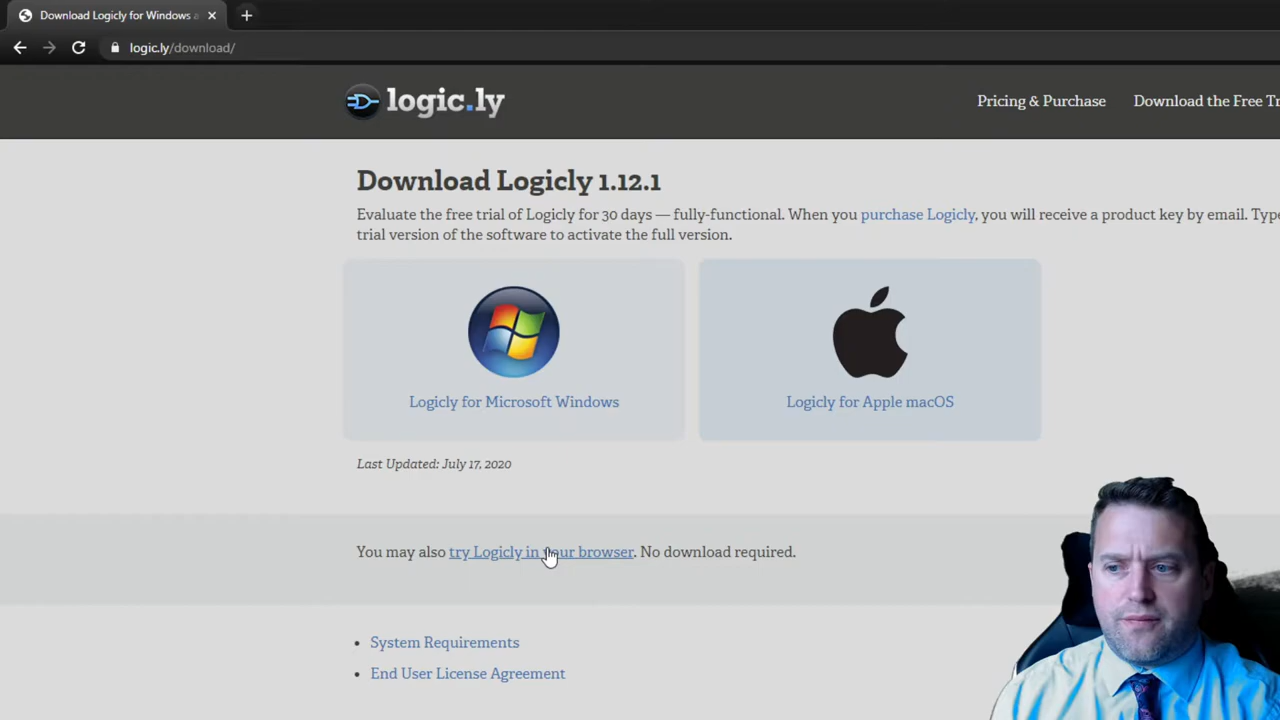 Download Logicly for Windows a
logic.ly/download/
logic.ly
Pricing & Purchase
Download the Free Tr
Download Logicly 1.12.1
Evaluate the free trial of Logicly for 30 days — fully-functional. When you purchase Logicly, you will receive a product key by email. Type
trial version of the software to activate the full version.
Logicly for Microsoft Windows
Logicly for Apple macOS
Last Updated: July 17, 2020
You may also try Logicly in your browser. No download required.
• System Requirements
• End User License Agreement